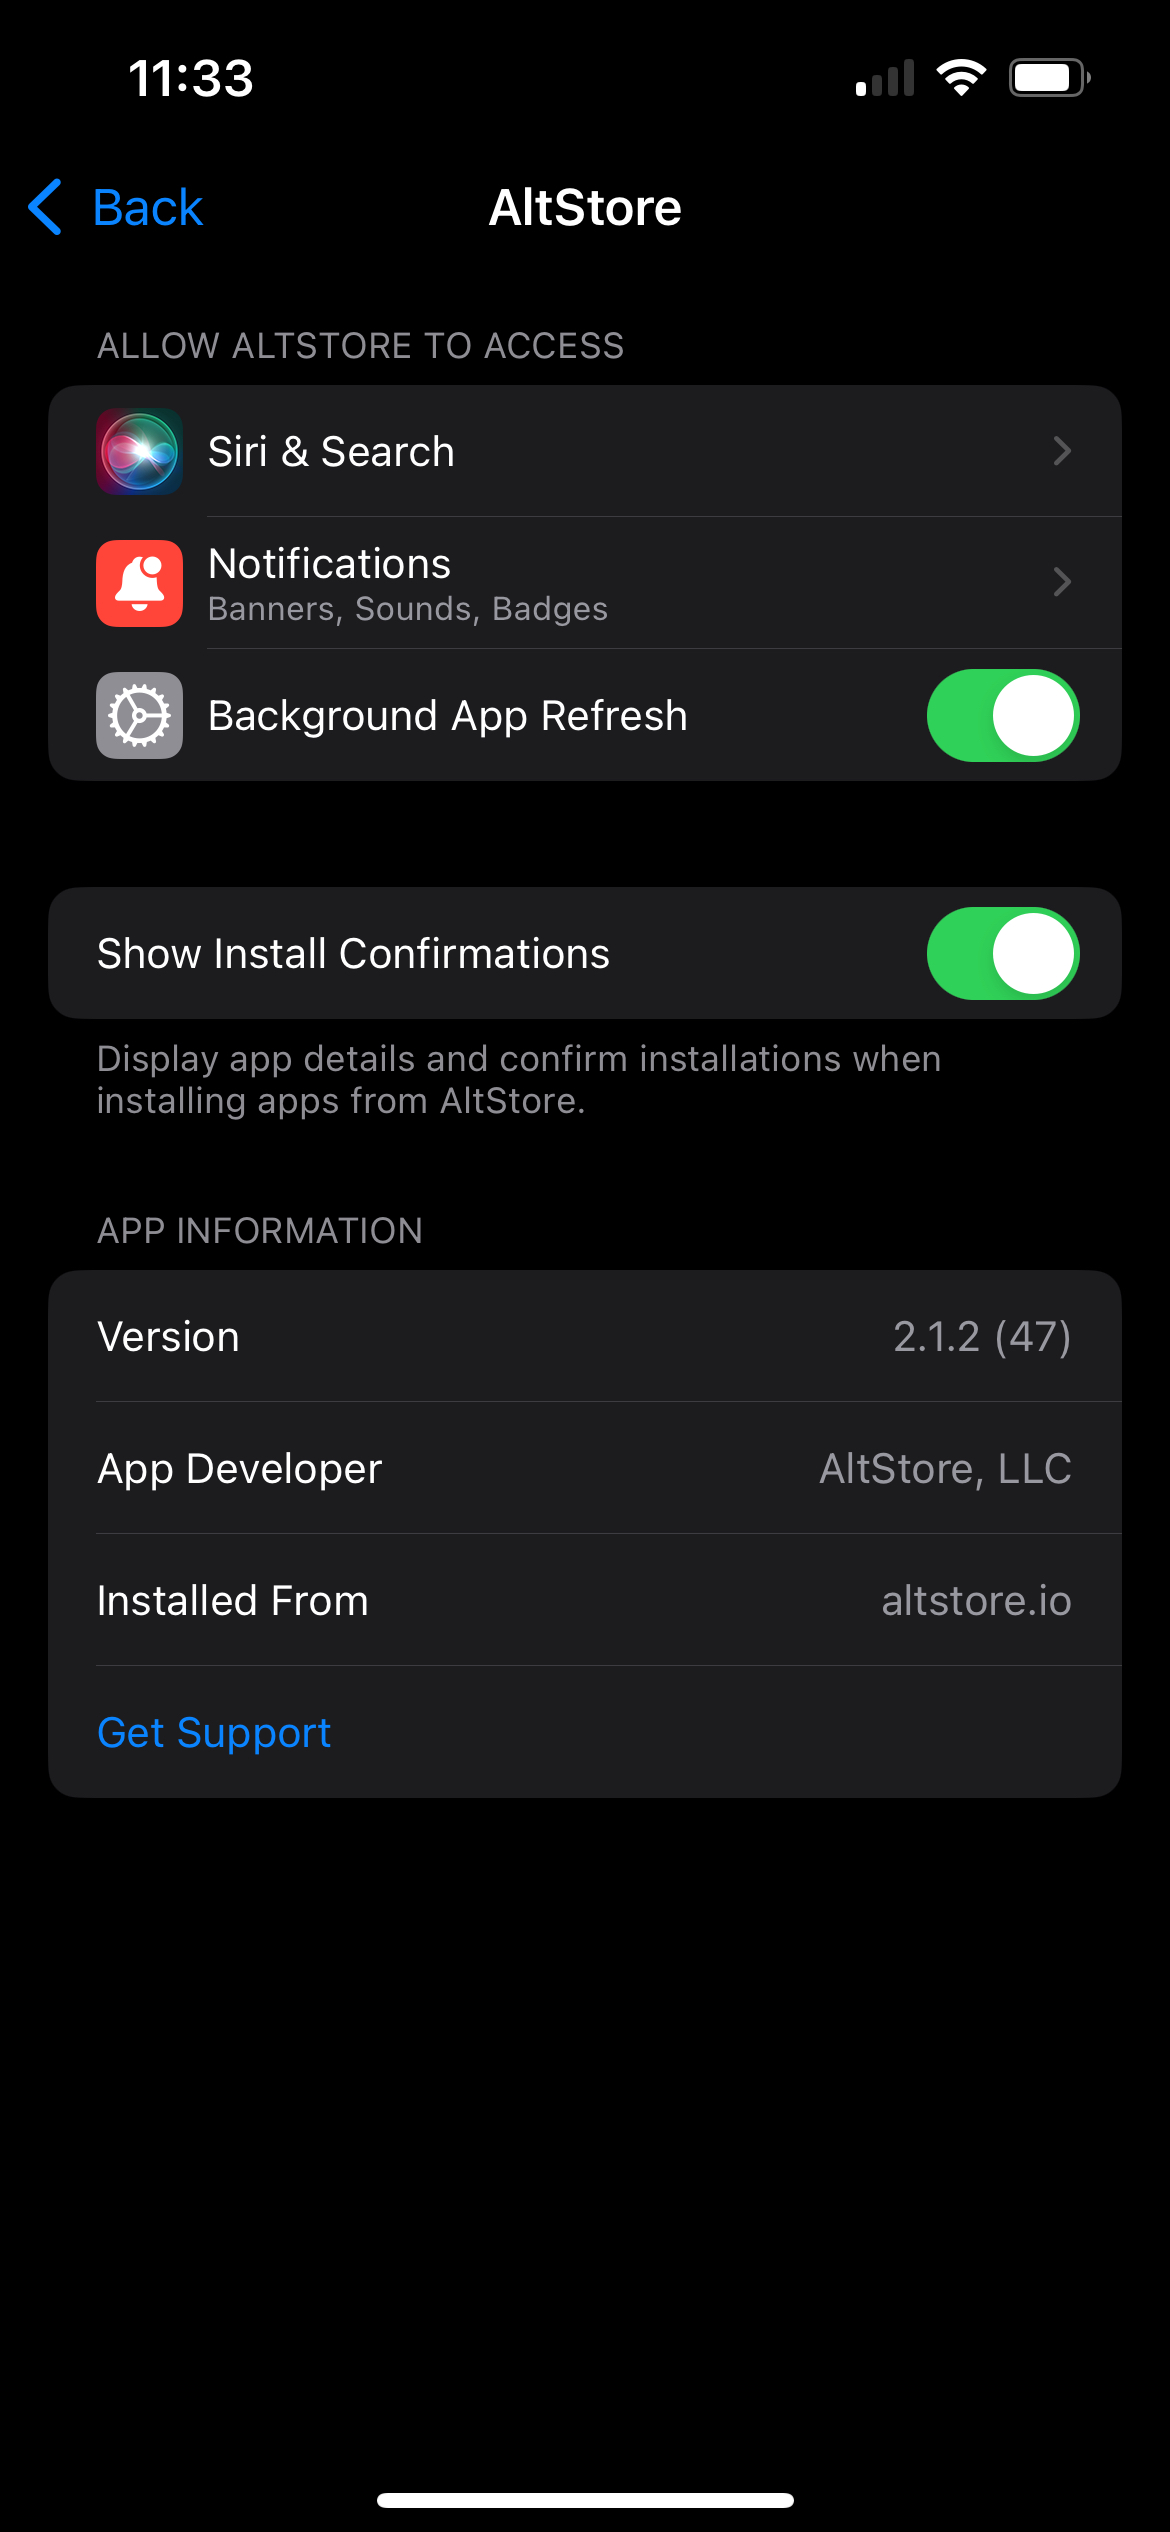 11:33
Back
AltStore
ALLOW ALTSTORE TO ACCESS
Siri & Search
Notifications
Banners, Sounds, Badges
Background App Refresh
Show Install Confirmations
Display app details and confirm installations when
installing apps from AltStore.
APP INFORMATION
Version 2.1.2 (47)
App Developer AltStore, LLC
Installed From altstore.io
Get Support